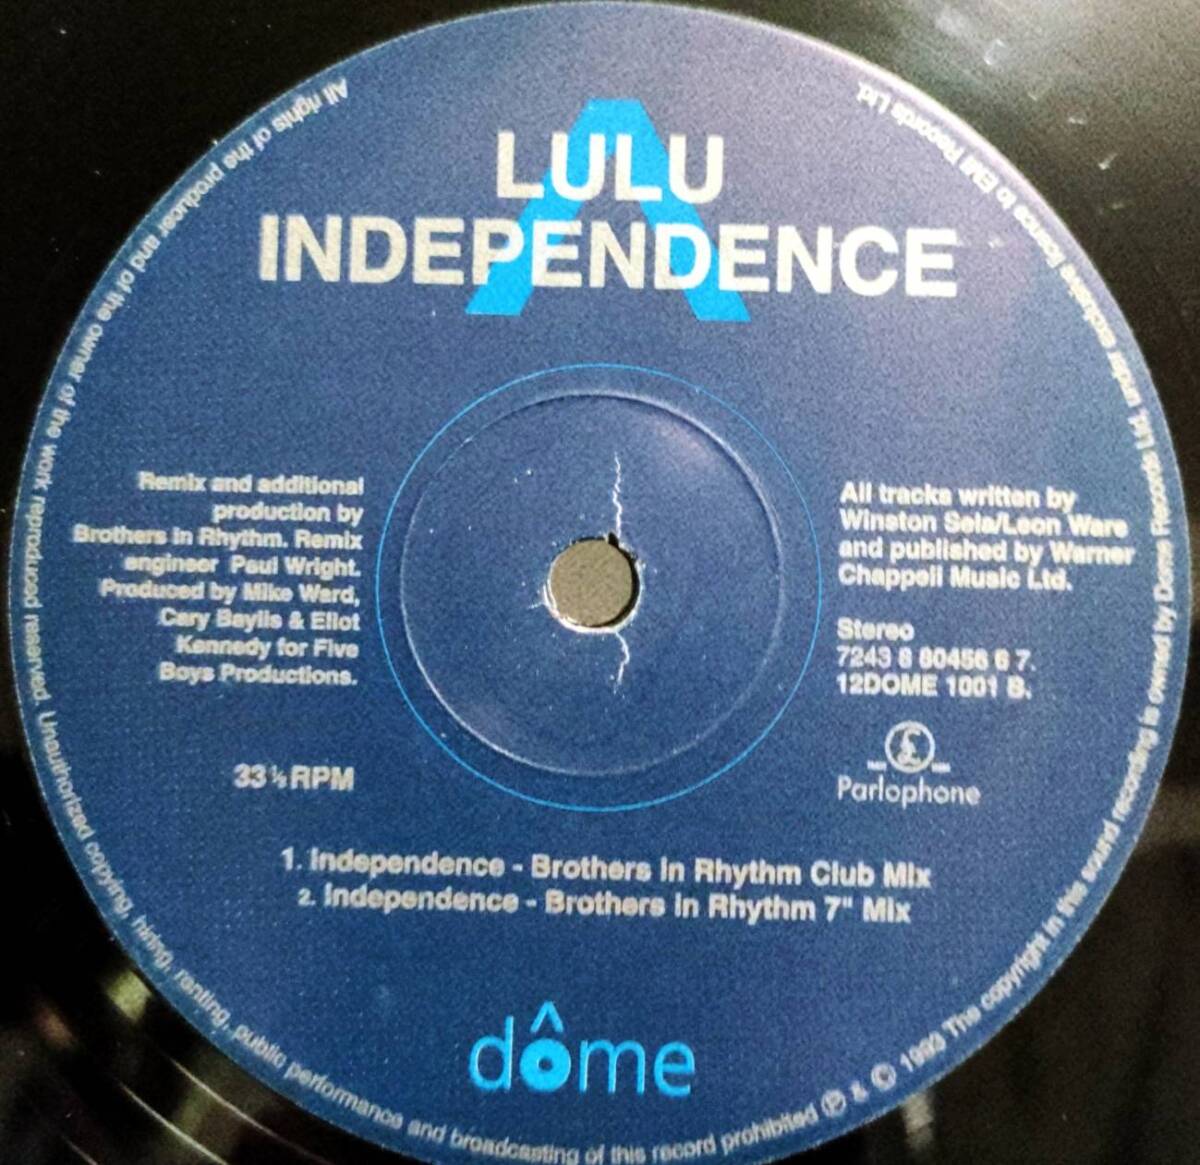 A
LULU
INDEPENDENCE
Remix and additional
production by
Brothers in Rhythm. Remix
engineer Paul Wright.
Produced by Mike Ward,
Cary Baylis & Eliot
Kennedy for Five
Boys Productions.
33⅓ RPM
All tracks written by
Winston Sela/Leon Ware
and published by Warner
Chappell Music Ltd.
Stereo
7243 8 80456 6 7.
12DOME 1001 B.
£
Parlophone
1. Independence - Brothers in Rhythm Club Mix
2. Independence - Brothers in Rhythm 7" Mix
dôme
℗ & © 1993 The copyright in this sound recording is owned by Dome Records Ltd. under exclusive licence to EMI Records Ltd.
All rights of the producer and of the owner of the work reproduced reserved. Unauthorized copying, hiring, renting, public performance and broadcasting of this record prohibited